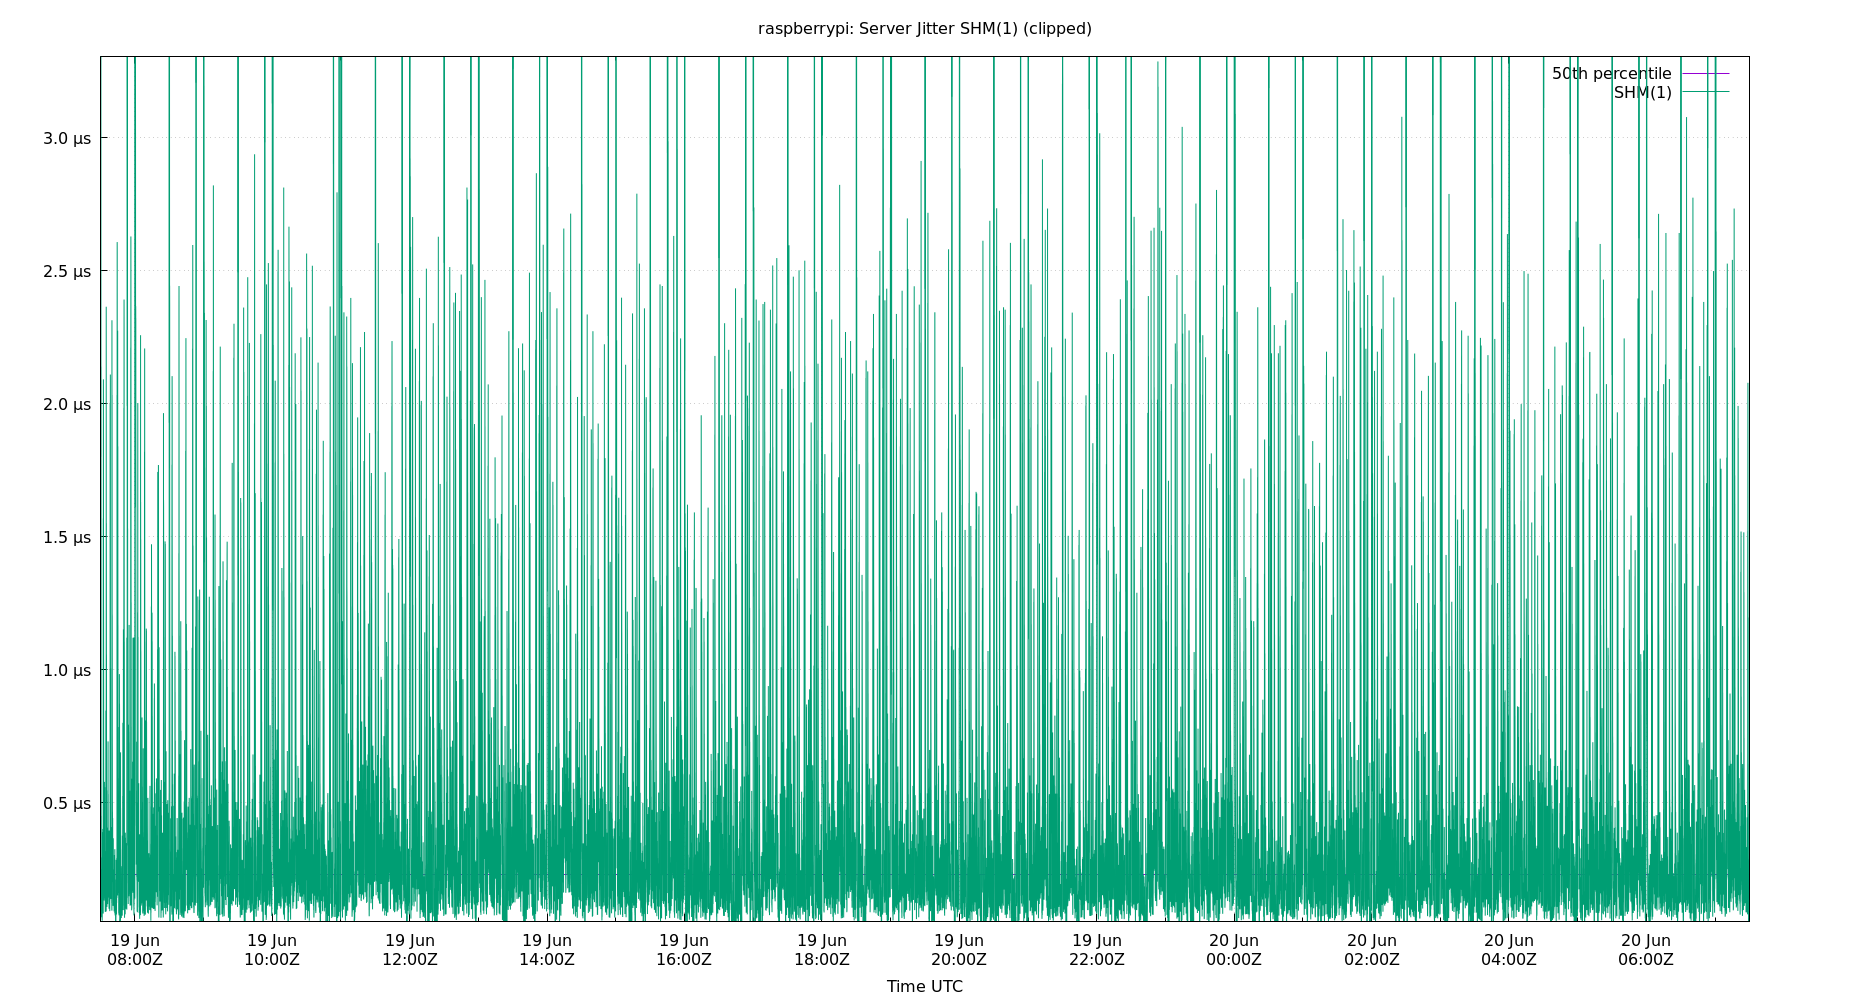 raspberrypi: Server Jitter SHM(1) (clipped)
50th percentile
SHM(1)
3.0 µs
2.5 µs
2.0 µs
1.5 µs
1.0 µs
0.5 µs
19 Jun 19 Jun 19 Jun 19 Jun 19 Jun 19 Jun 19 Jun 19 Jun 20 Jun 20 Jun 20 Jun 20 Jun
08:00Z 10:00Z 12:00Z 14:00Z 16:00Z 18:00Z 20:00Z 22:00Z 00:00Z 02:00Z 04:00Z 06:00Z
Time UTC